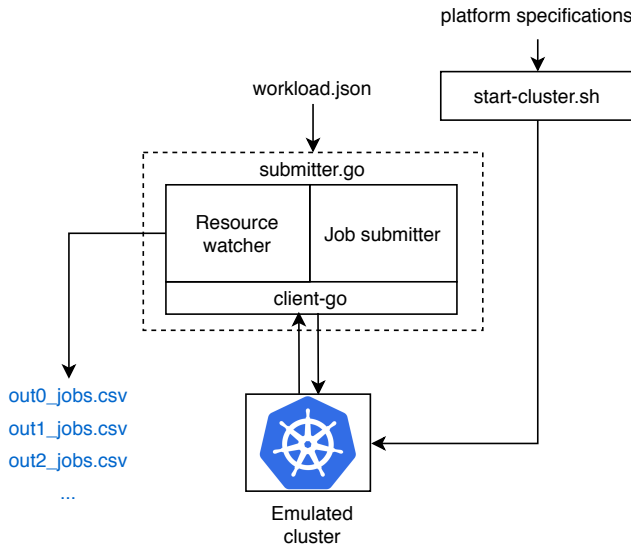 platform specifications
start-cluster.sh
workload.json
submitter.go
Resource
watcher
Job submitter
client-go
out0_jobs.csv
out1_jobs.csv
out2_jobs.csv
...
Emulated
cluster